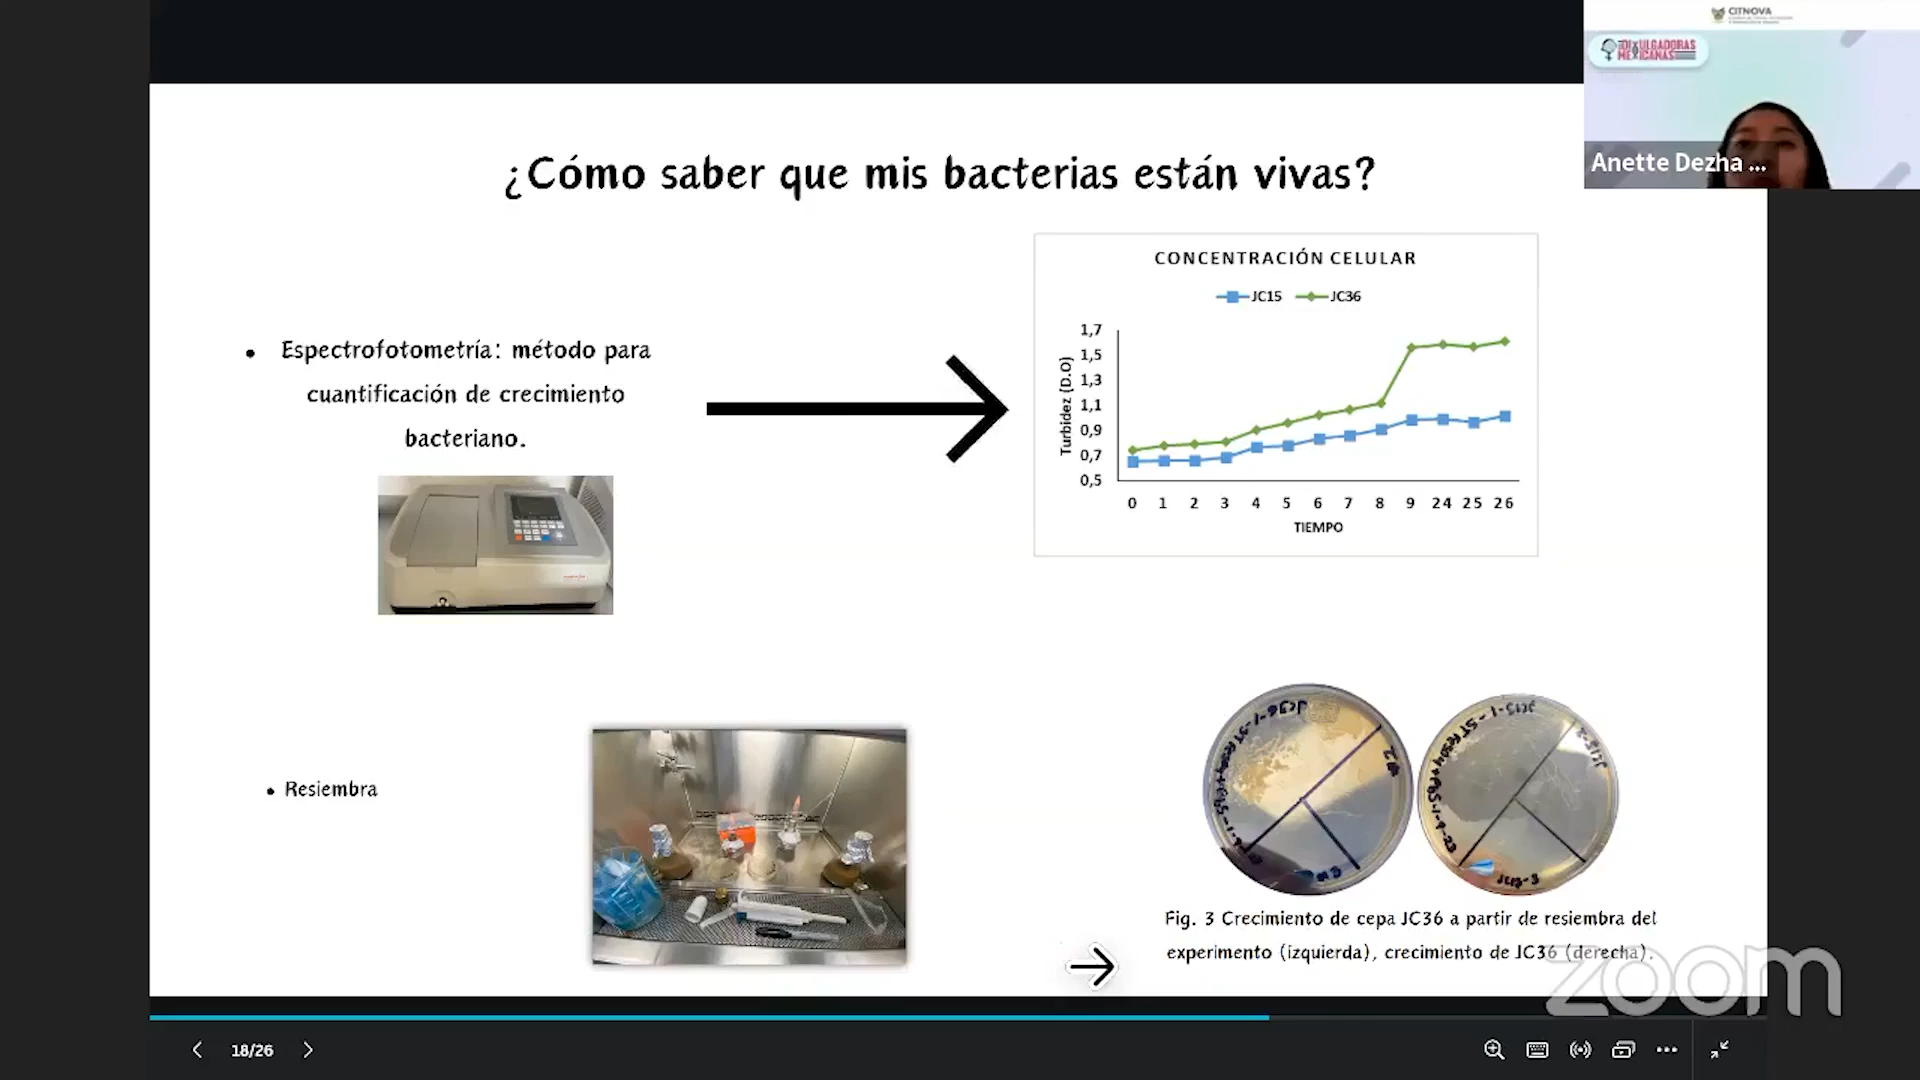 CITNOVA
DIVULGADORAS
MEXICANAS
Anette Dezha ...
¿Cómo saber que mis bacterias están vivas?
• Espectrofotometría: método para
cuantificación de crecimiento
bacteriano.
CONCENTRACIÓN CELULAR
JC15 JC36
Turbidez (D.O)
1,7
1,5
1,3
1,1
0,9
0,7
0,5
0 1 2 3 4 5 6 7 8 9 24 25 26
TIEMPO
• Resiembra
Fig. 3 Crecimiento de cepa JC36 a partir de resiembra del
experimento (izquierda), crecimiento de JC36 (derecha).
zoom
18/26